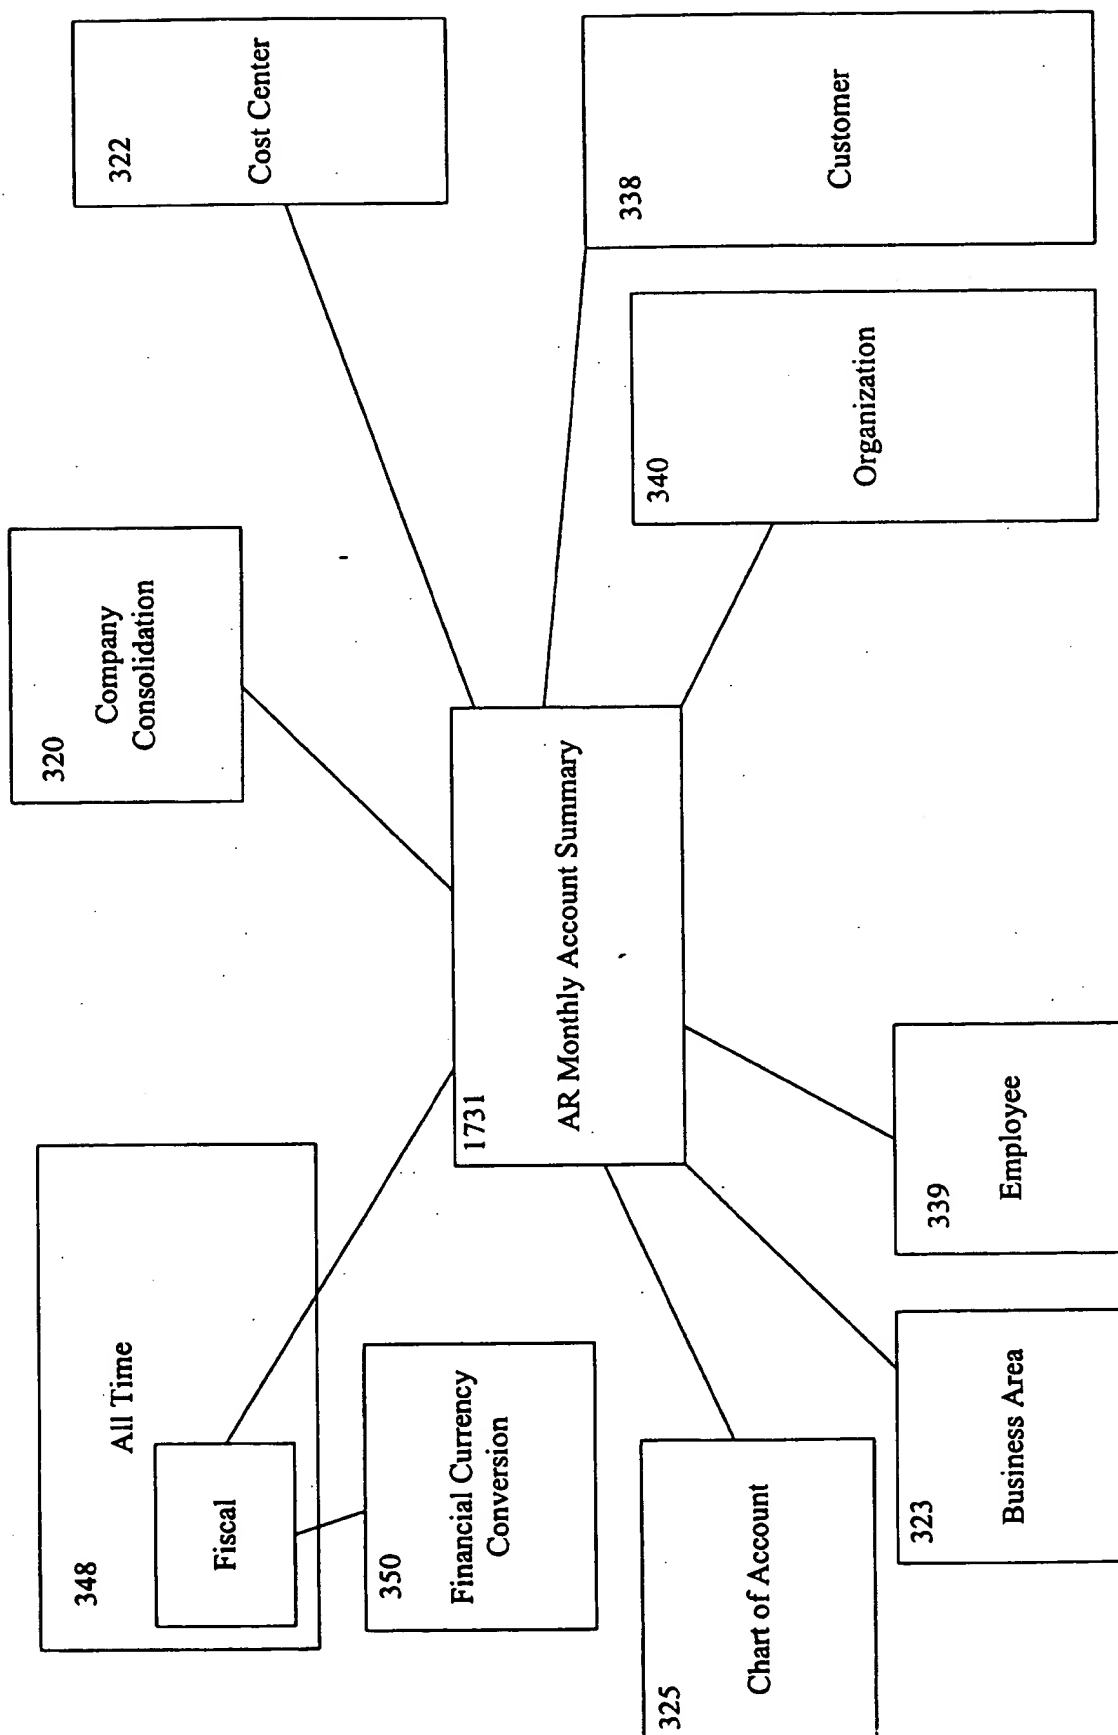 348
All Time
Fiscal
350
Financial Currency
Conversion
320
Company
Consolidation
322
Cost Center
1731
AR Monthly Account Summary
325
Chart of Account
323
Business Area
339
Employee
340
Organization
338
Customer